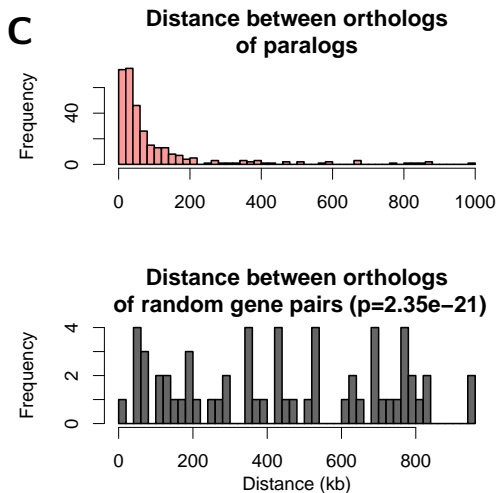 C
Distance between orthologs
of paralogs
Frequency
40
0
0 200 400 600 800 1000
Distance between orthologs
of random gene pairs (p=2.35e−21)
Frequency
4
2
0
0 200 400 600 800
Distance (kb)